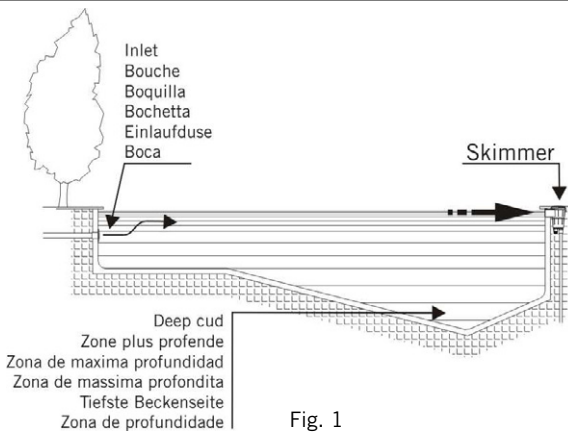 Inlet
Bouche
Boquilla
Bochetta
Einlaufduse
Boca
Skimmer
Deep cud
Zone plus profende
Zona de maxima profundidad
Zona de massima profondita
Tiefste Beckenseite
Zona de profundidade
Fig. 1